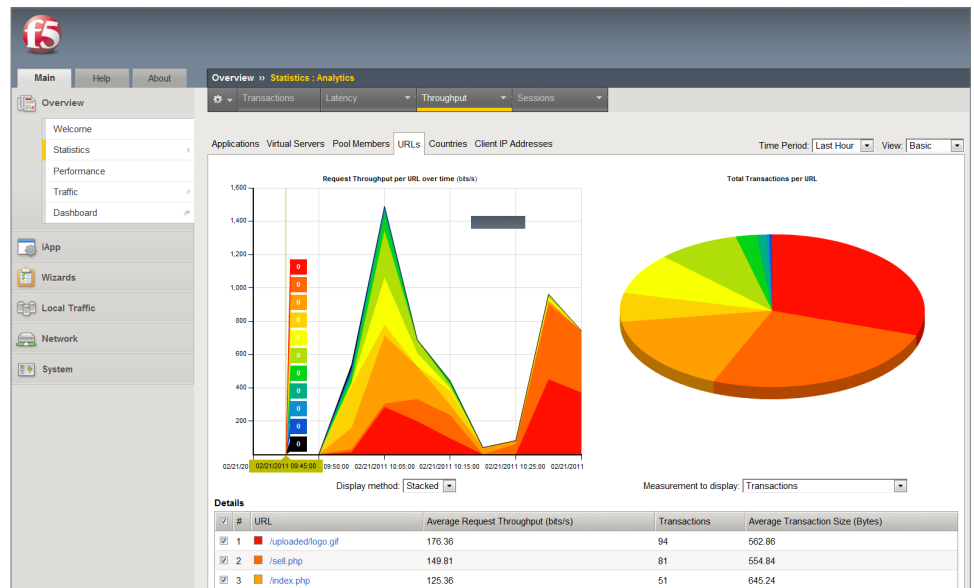 f5
Main Help About
Overview » Statistics : Analytics
Overview
Transactions Latency Throughput Sessions
Welcome
Statistics
Performance
Traffic
Dashboard
iApp
Wizards
Local Traffic
Network
System
Applications Virtual Servers Pool Members URLs Countries Client IP Addresses
Time Period: Last Hour View: Basic
Request Throughput per URL over time (bits/s)
1,600
1,400
1,200
1,000
800
600
400
200
0
0
0
0
0
0
0
0
0
0
0
02/21/20 02/21/2011 09:45:00 09:50:00 02/21/2011 10:05:00 02/21/2011 10:15:00 02/21/2011 10:25:00 02/21/2011
Display method: Stacked
Total Transactions per URL
Measurement to display: Transactions
Details
# URL Average Request Throughput (bits/s) Transactions Average Transaction Size (Bytes)
1 /uploaded/logo.gif 176.36 94 562.86
2 /sell.php 149.81 81 554.84
3 /index.php 125.36 51 645.24